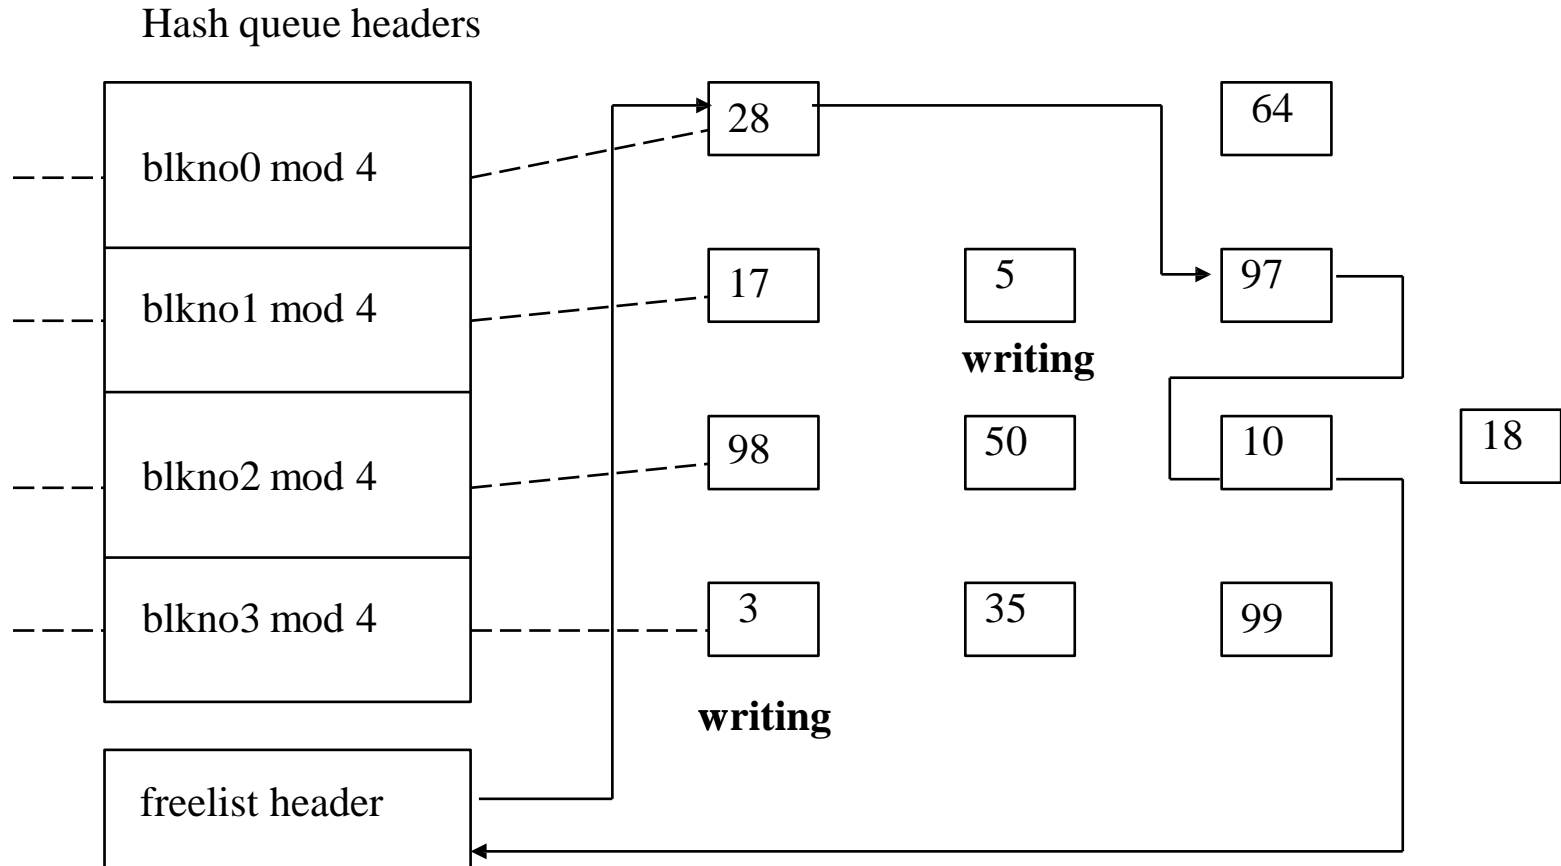 Hash queue headers
blkno0 mod 4
28
64
blkno1 mod 4
17
5
97
writing
blkno2 mod 4
98
50
10
18
blkno3 mod 4
3
35
99
writing
freelist header